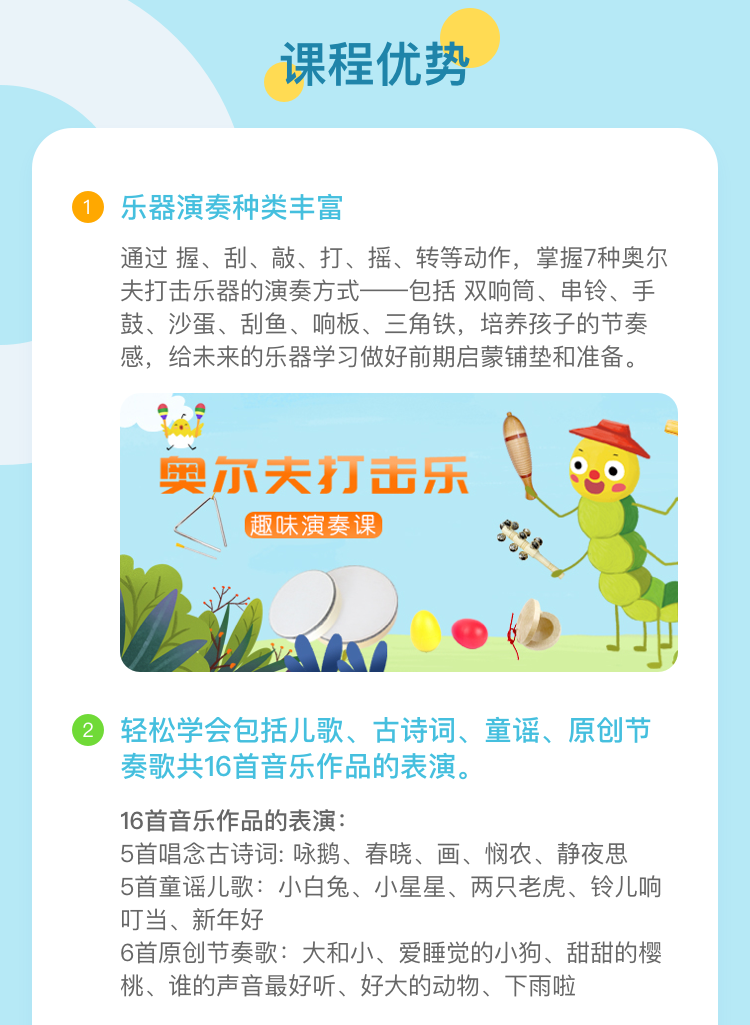 课程优势
1 乐器演奏种类丰富
通过 握、刮、敲、打、摇、转等动作，掌握7种奥尔
夫打击乐器的演奏方式——包括 双响筒、串铃、手
鼓、沙蛋、刮鱼、响板、三角铁，培养孩子的节奏
感，给未来的乐器学习做好前期启蒙铺垫和准备。
奥尔夫打击乐
趣味演奏课
2 轻松学会包括儿歌、古诗词、童谣、原创节
奏歌共16首音乐作品的表演。
16首音乐作品的表演：
5首唱念古诗词: 咏鹅、春晓、画、悯农、静夜思
5首童谣儿歌：小白兔、小星星、两只老虎、铃儿响
叮当、新年好
6首原创节奏歌：大和小、爱睡觉的小狗、甜甜的樱
桃、谁的声音最好听、好大的动物、下雨啦